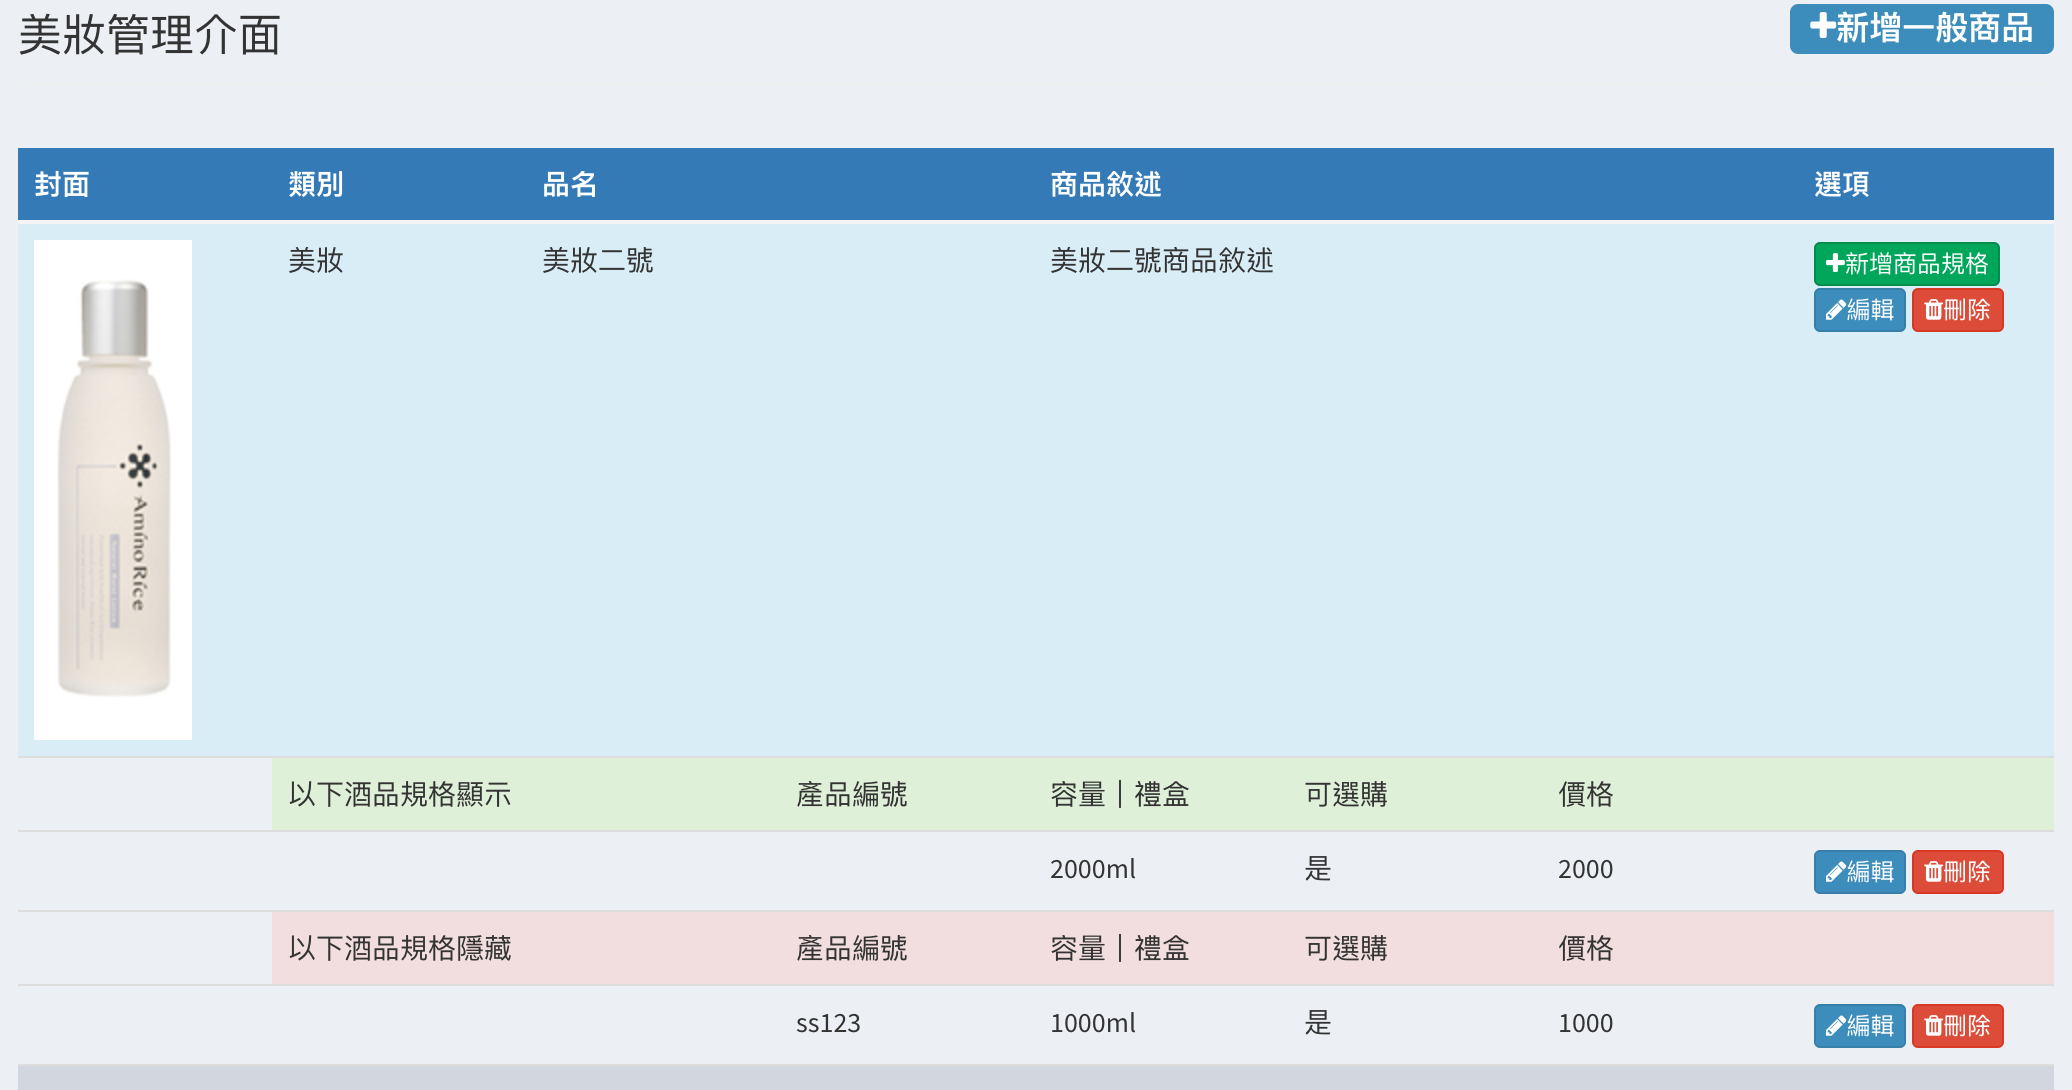 美妝管理介面
新增一般商品
封面 類別 品名 商品敘述 選項
美妝 美妝二號 美妝二號商品敘述 新增商品規格
編輯 刪除
Amino Rice
以下酒品規格顯示 產品編號 容量｜禮盒 可選購 價格
2000ml 是 2000 編輯 刪除
以下酒品規格隱藏 產品編號 容量｜禮盒 可選購 價格
ss123 1000ml 是 1000 編輯 刪除